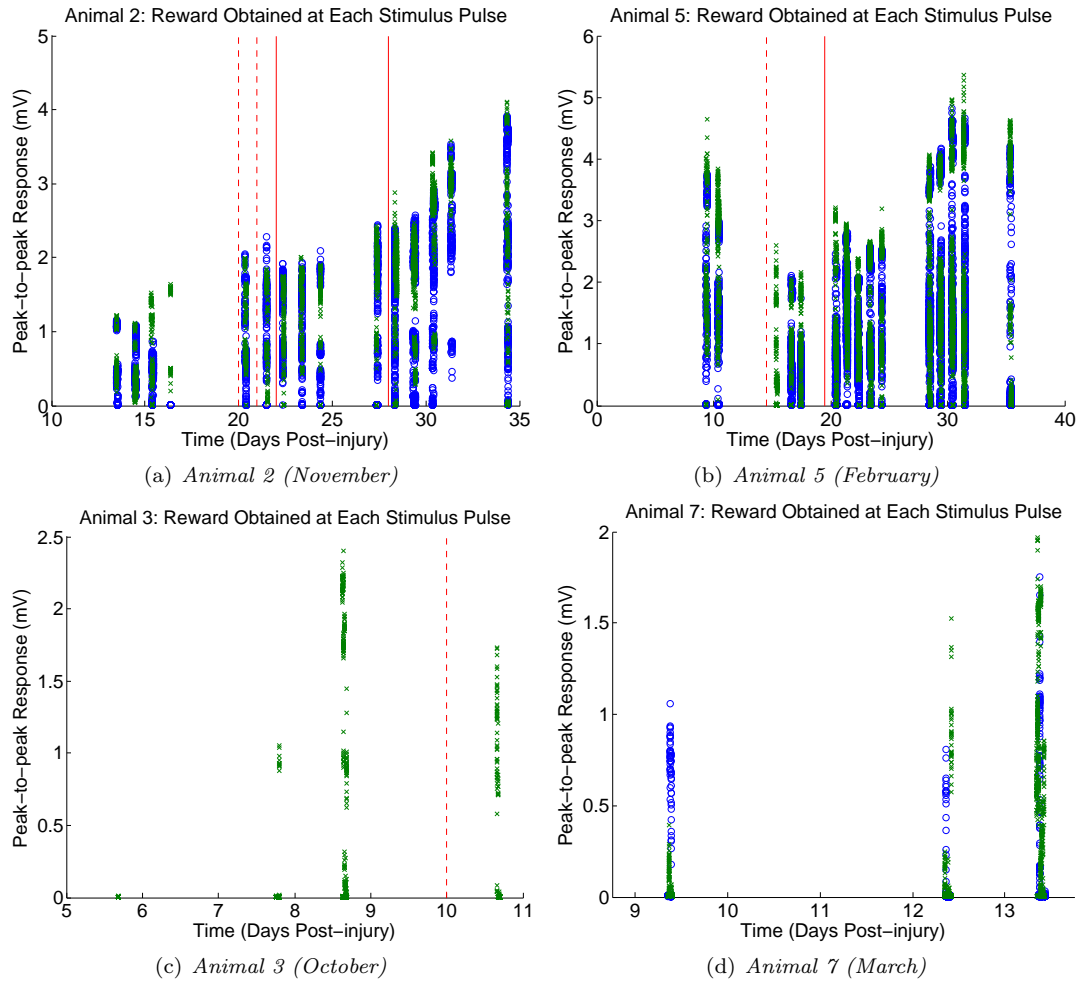 Animal 2: Reward Obtained at Each Stimulus Pulse
Peak−to−peak Response (mV)
5
4
3
2
1
0
10 15 20 25 30 35
Time (Days Post−injury)
(a) Animal 2 (November)
Animal 5: Reward Obtained at Each Stimulus Pulse
Peak−to−peak Response (mV)
6
5
4
3
2
1
0
0 10 20 30 40
Time (Days Post−injury)
(b) Animal 5 (February)
Animal 3: Reward Obtained at Each Stimulus Pulse
Peak−to−peak Response (mV)
2.5
2
1.5
1
0.5
0
5 6 7 8 9 10 11
Time (Days Post−injury)
(c) Animal 3 (October)
Animal 7: Reward Obtained at Each Stimulus Pulse
Peak−to−peak Response (mV)
2
1.5
1
0.5
0
9 10 11 12 13
Time (Days Post−injury)
(d) Animal 7 (March)